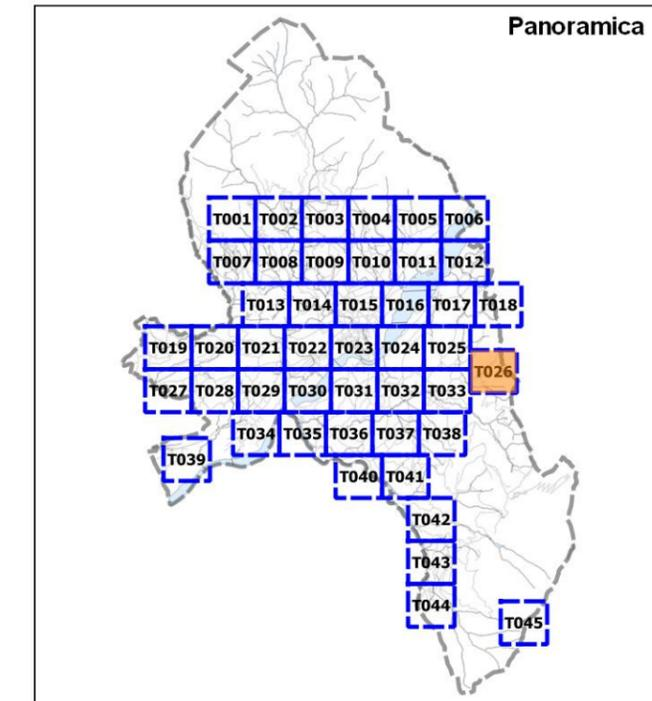 Panoramica
T001 T002 T003 T004 T005 T006
T007 T008 T009 T010 T011 T012
T013 T014 T015 T016 T017 T018
T019 T020 T021 T022 T023 T024 T025
T026
T027 T028 T029 T030 T031 T032 T033
T034 T035 T036 T037 T038
T039
T040 T041
T042
T043
T044
T045